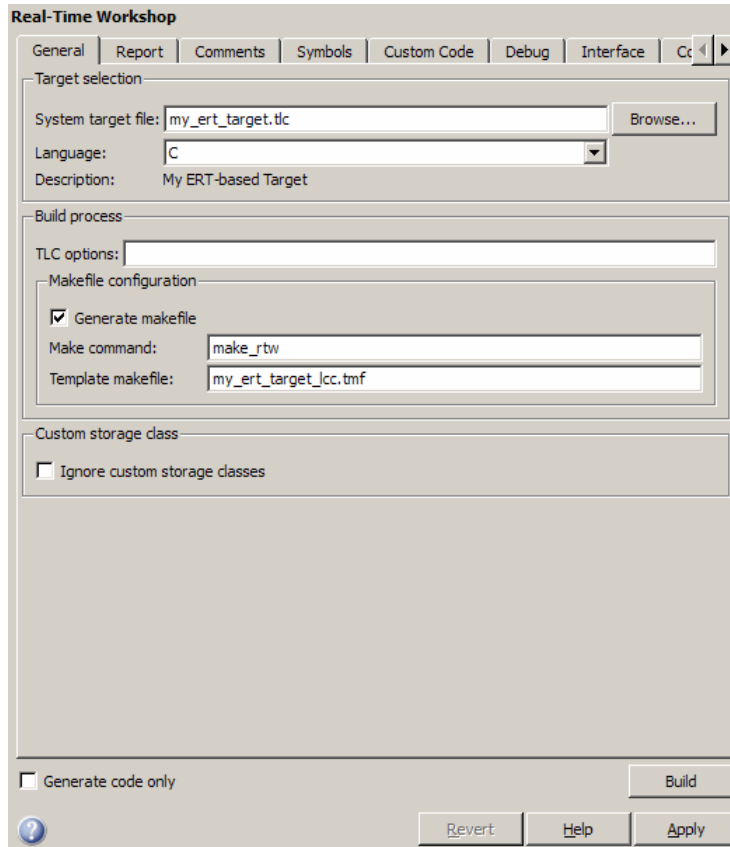 Real-Time Workshop
General Report Comments Symbols Custom Code Debug Interface
Target selection
System target file: my_ert_target.tlc Browse...
Language: C
Description: My ERT-based Target
Build process
TLC options:
Makefile configuration
Generate makefile
Make command: make_rtw
Template makefile: my_ert_target_lcc.tmf
Custom storage class
Ignore custom storage classes
Generate code only Build
? Revert Help Apply